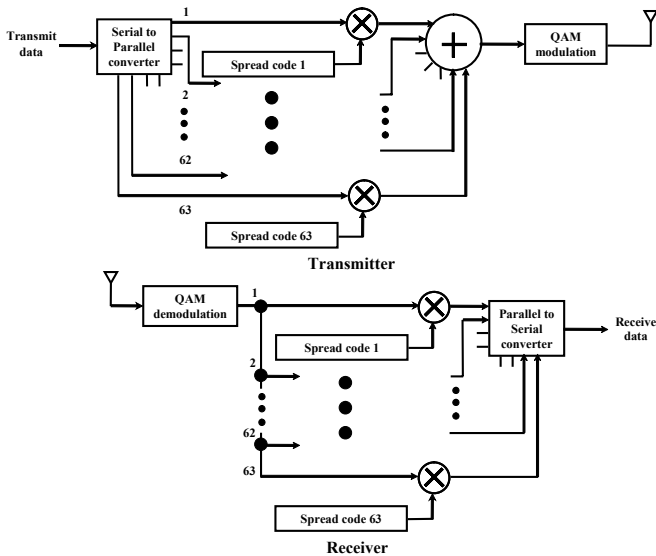 1
Transmit
data
Serial to
Parallel
converter
Spread code 1
+
QAM
modulation
2
62
63
Spread code 63
Transmitter
QAM
demodulation
1
Spread code 1
Parallel to
Serial
converter
Receive
data
2
62
63
Spread code 63
Receiver